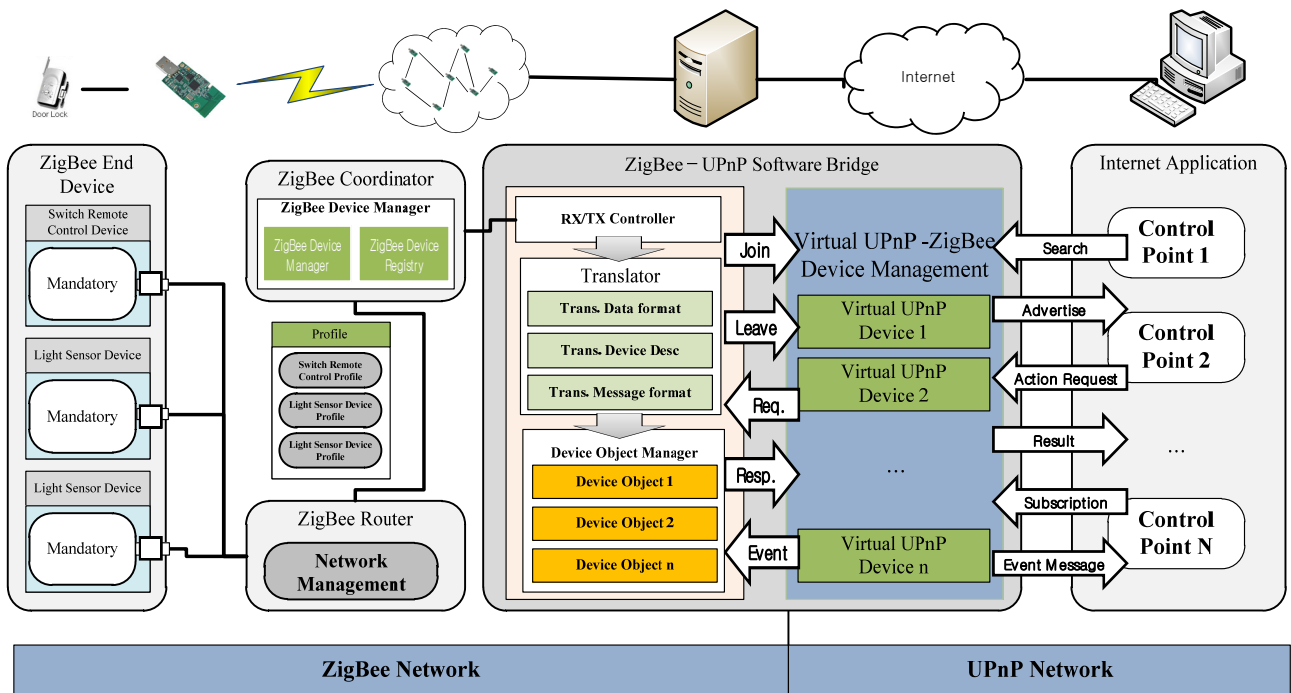 Door Lock
Internet
ZigBee End
Device
Switch Remote
Control Device
Mandatory
Light Sensor Device
Mandatory
Light Sensor Device
Mandatory
ZigBee Coordinator
ZigBee Device Manager
ZigBee Device
Manager
ZigBee Device
Registry
Profile
Switch Remote
Control Profile
Light Sensor Device
Profile
Light Sensor Device
Profile
ZigBee Router
Network
Management
ZigBee – UPnP Software Bridge
RX/TX Controller
Translator
Trans. Data format
Trans. Device Desc
Trans. Message format
Device Object Manager
Device Object 1
Device Object 2
Device Object n
Join
Leave
Req.
Resp.
Event
Virtual UPnP -ZigBee
Device Management
Virtual UPnP
Device 1
Virtual UPnP
Device 2
...
Virtual UPnP
Device n
Search
Advertise
Action Request
Result
Subscription
Event Message
Internet Application
Control
Point 1
Control
Point 2
...
Control
Point N
ZigBee Network
UPnP Network